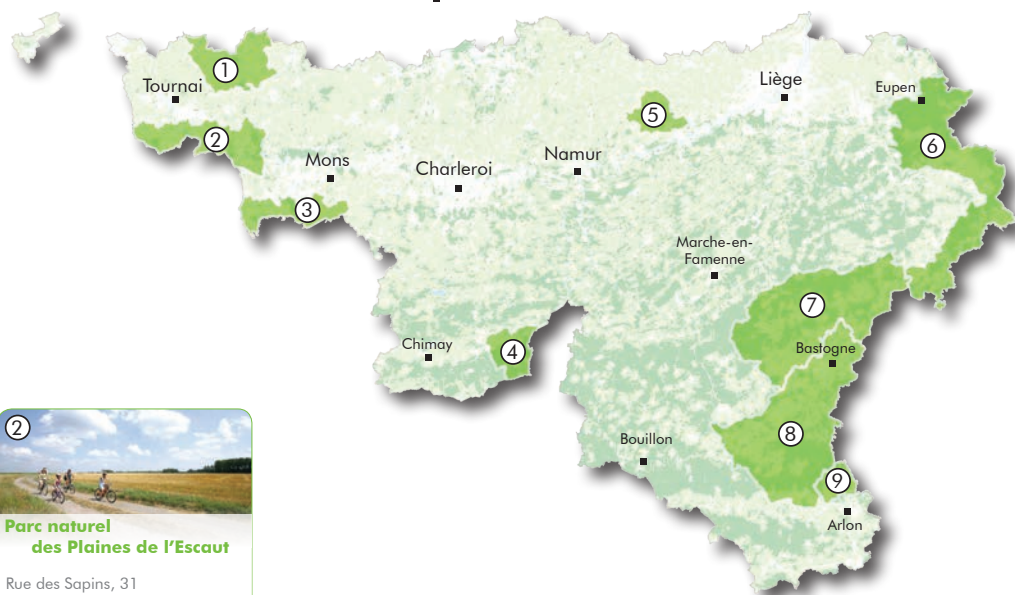 1
Tournai
Liège
Eupen
5
2
6
Mons
Namur
Charleroi
3
Marche-en-
Famenne
7
Chimay
4
Bastogne
8
Bouillon
9
Arlon
2
Parc naturel
des Plaines de l'Escaut
Rue des Sapins, 31